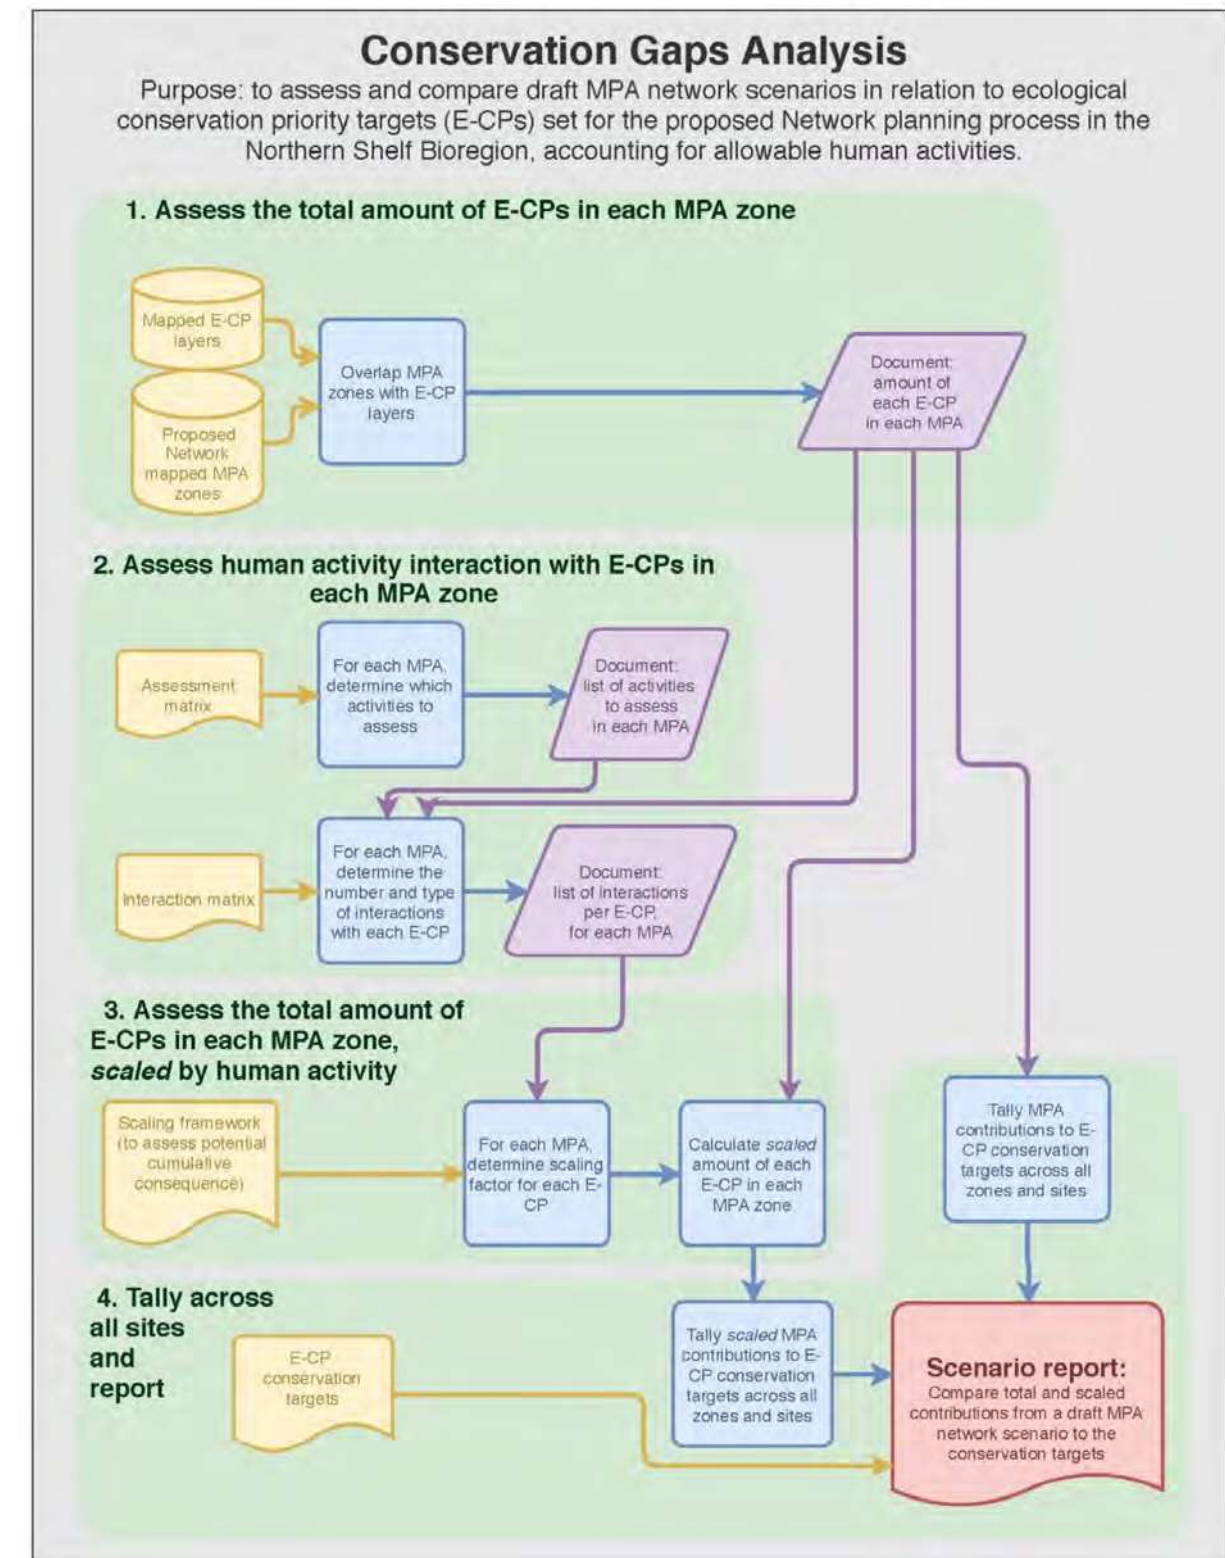 Conservation Gaps Analysis
Purpose: to assess and compare draft MPA network scenarios in relation to ecological
conservation priority targets (E-CPs) set for the proposed Network planning process in the
Northern Shelf Bioregion, accounting for allowable human activities.
1. Assess the total amount of E-CPs in each MPA zone
Mapped E-CP
layers
Proposed
Network
mapped MPA
zones
Overlap MPA
zones with E-CP
layers
Document:
amount of
each E-CP
in each MPA
2. Assess human activity interaction with E-CPs in
each MPA zone
Assessment
matrix
For each MPA,
determine which
activities to
assess
Document:
list of activities
to assess
in each MPA
Interaction matrix
For each MPA,
determine the
number and type
of interactions
with each E-CP
Document:
list of interactions
per E-CP,
for each MPA
3. Assess the total amount of
E-CPs in each MPA zone,
scaled by human activity
Scaling framework
(to assess potential
cumulative
consequence)
For each MPA,
determine scaling
factor for each E-
CP
Calculate scaled
amount of each
E-CP in each
MPA zone
Tally MPA
contributions to E-
CP conservation
targets across all
zones and sites
4. Tally across
all sites
and
report
E-CP
conservation
targets
Tally scaled MPA
contributions to E-
CP conservation
targets across all
zones and sites
Scenario report:
Compare total and scaled
contributions from a draft MPA
network scenario to the
conservation targets